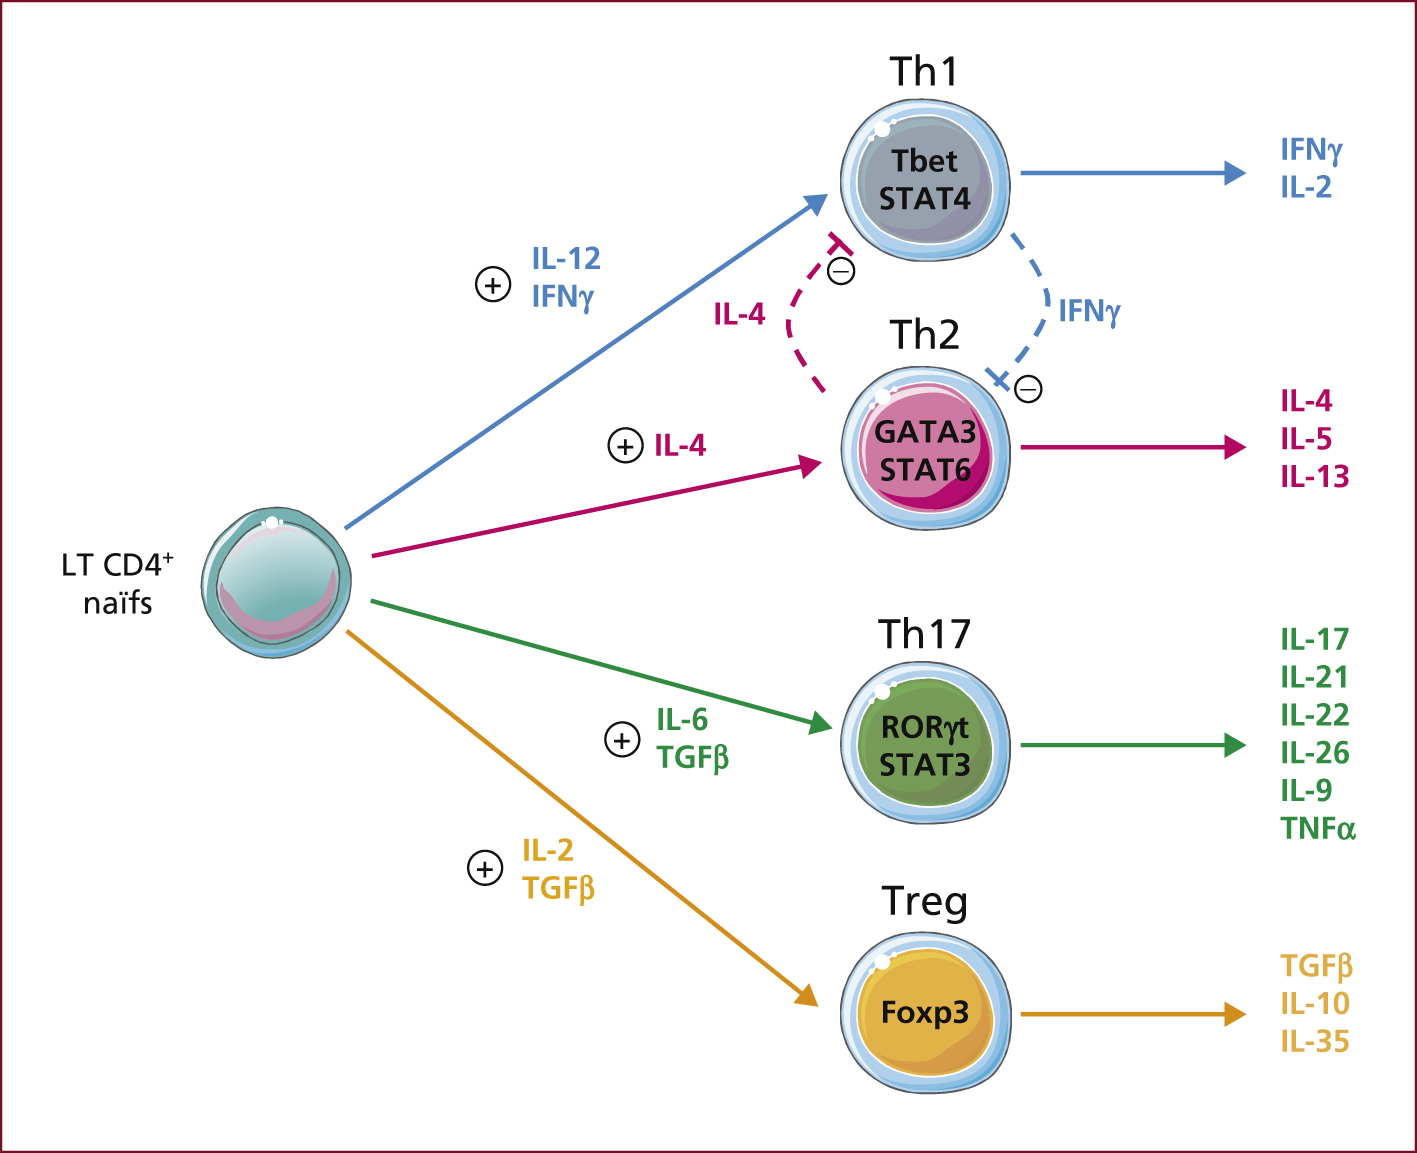 Th1
Tbet
STAT4
IFNγ
IL-2
+
IL-12
IFNγ
−
IL-4
IFNγ
Th2
−
GATA3
STAT6
IL-4
IL-5
IL-13
+ IL-4
LT CD4⁺
naïfs
Th17
RORγt
STAT3
IL-17
IL-21
IL-22
IL-26
IL-9
TNFα
+
IL-6
TGFβ
+
IL-2
TGFβ
Treg
Foxp3
TGFβ
IL-10
IL-35